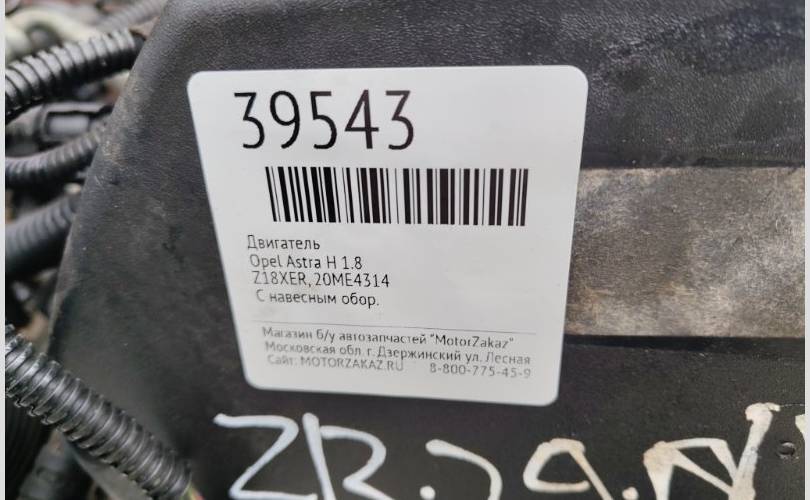 39543
Двигатель
Opel Astra H 1.8
Z18XER, 20ME4314
С навесным обор.
Магазин б/у автозапчастей "MotorZakaz"
Московская обл. г. Дзержинский ул. Лесная
Сайт: MOTORZAKAZ.RU 8-800-775-45-9